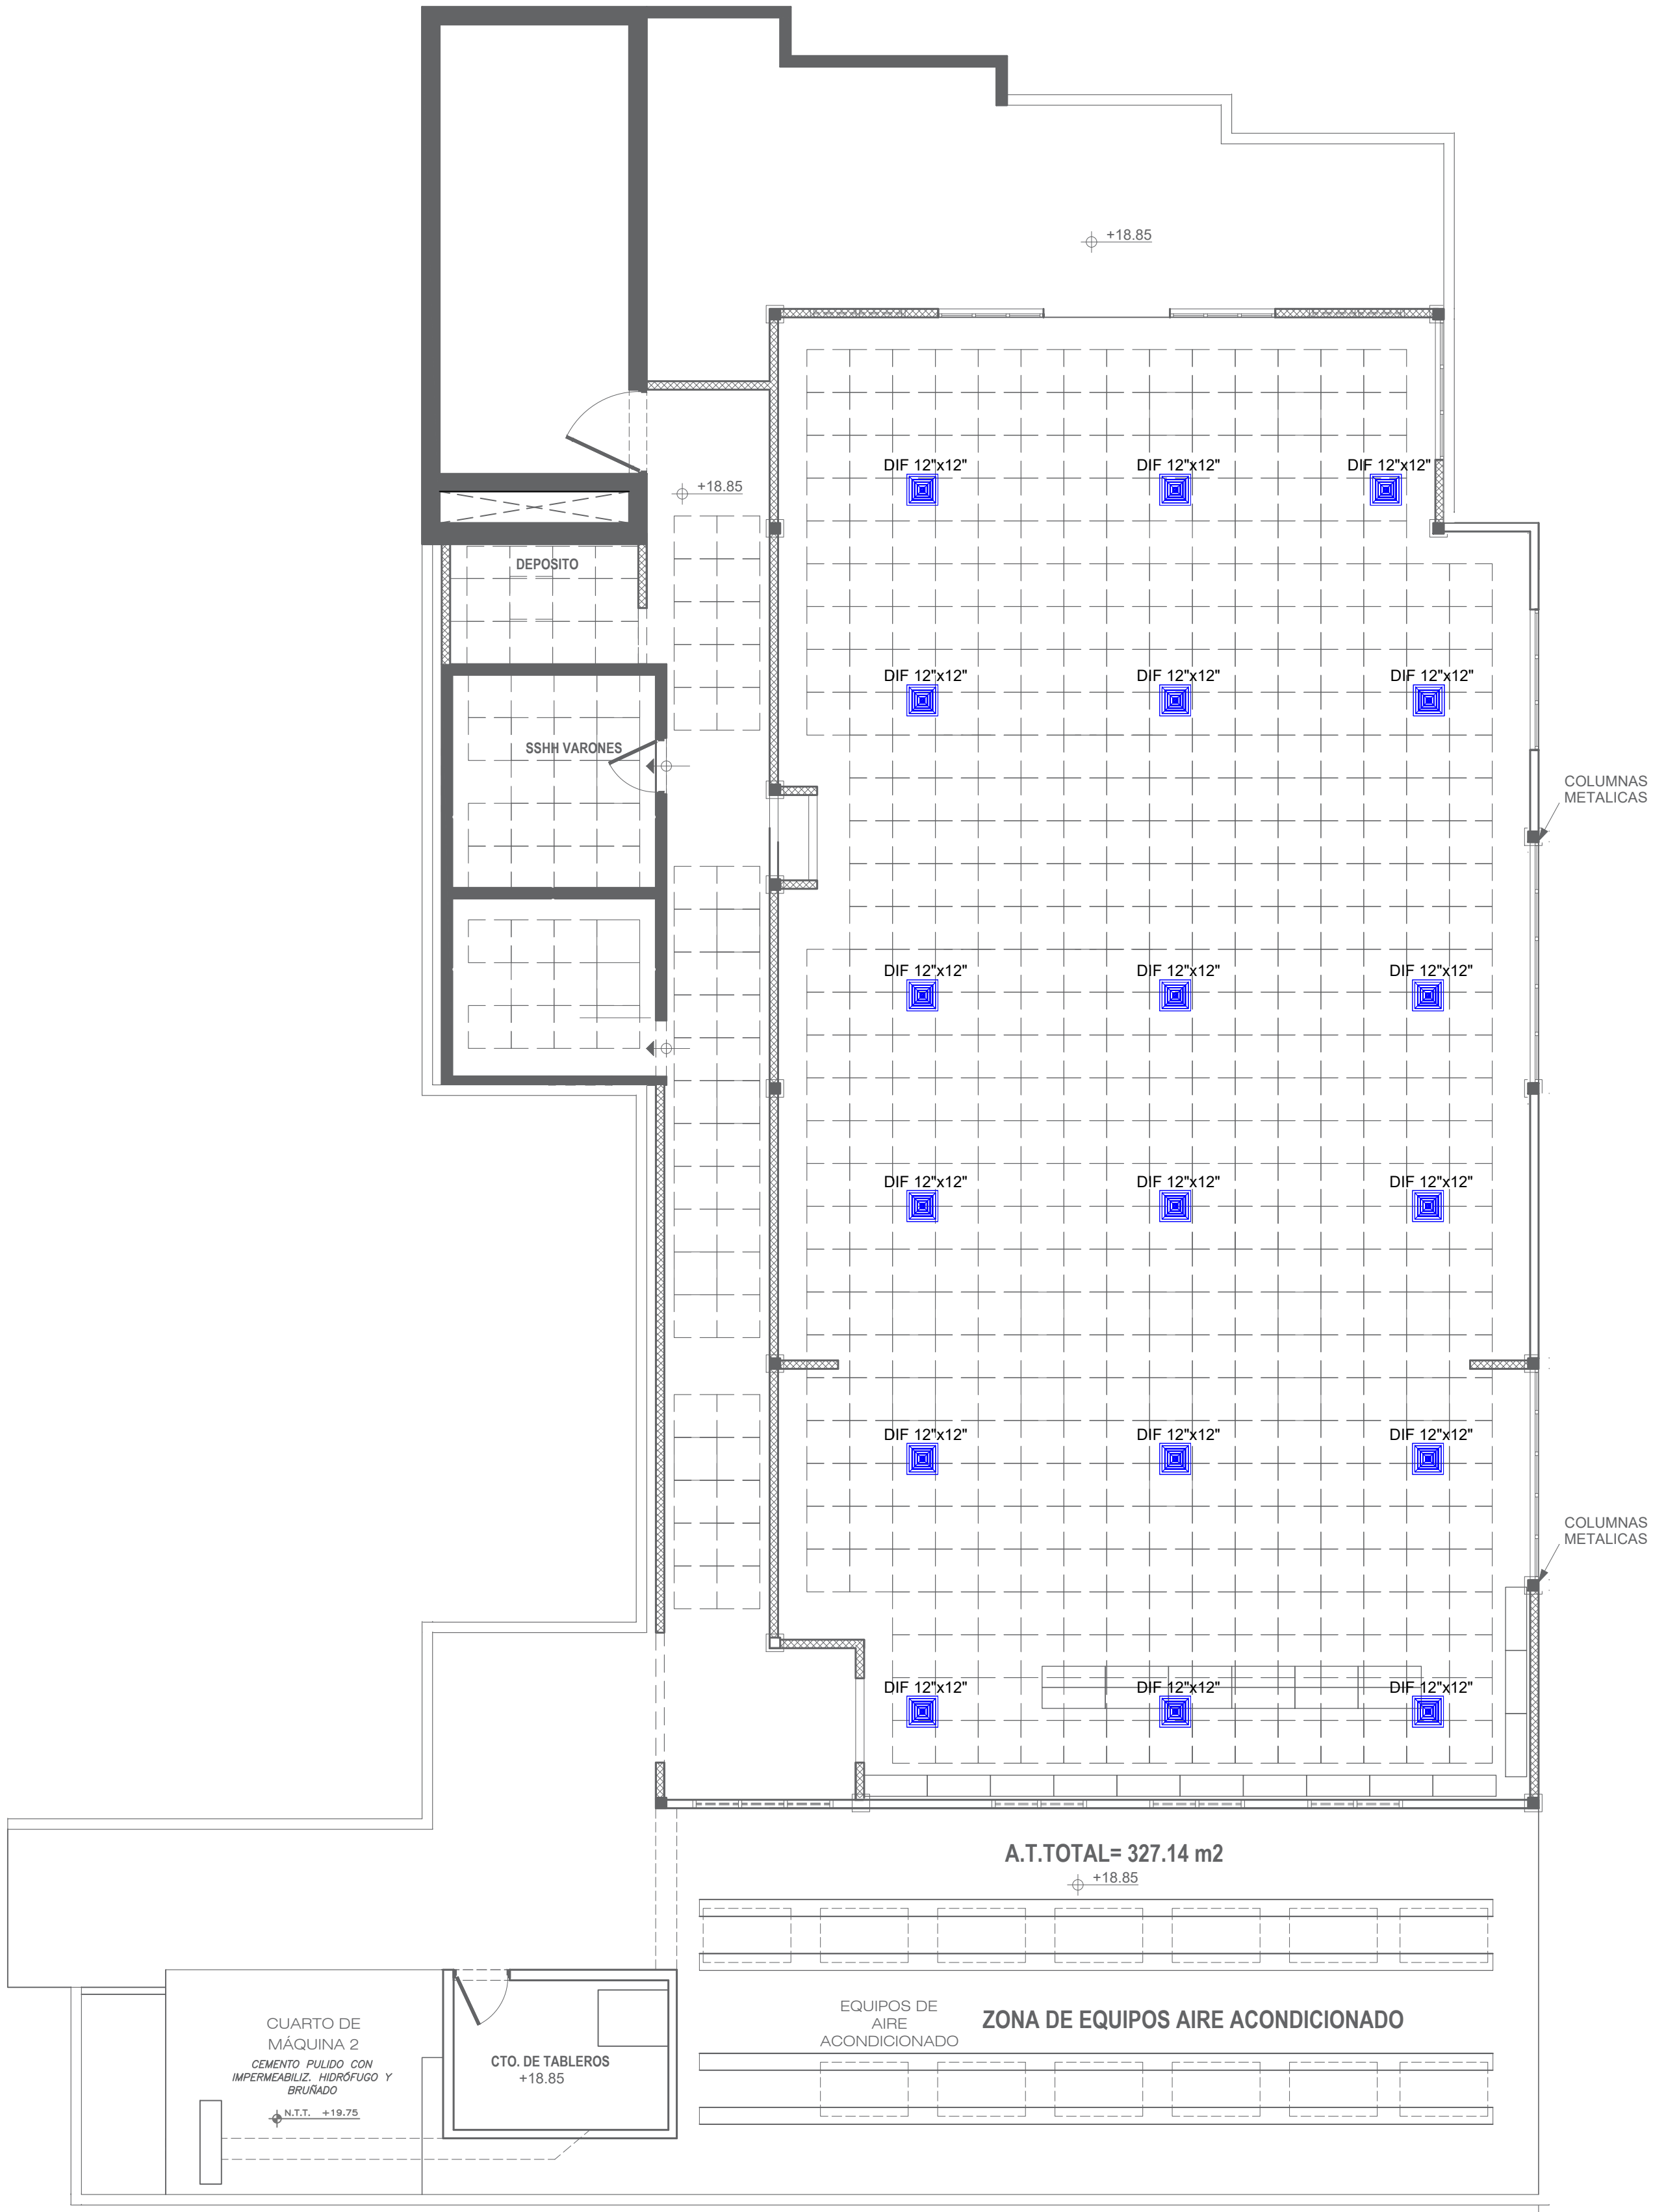 +18.85
DIF 12"x12"
DIF 12"x12"
DIF 12"x12"
+18.85
DEPOSITO
DIF 12"x12"
DIF 12"x12"
DIF 12"x12"
SSHH VARONES
COLUMNAS
METALICAS
DIF 12"x12"
DIF 12"x12"
DIF 12"x12"
DIF 12"x12"
DIF 12"x12"
DIF 12"x12"
DIF 12"x12"
DIF 12"x12"
DIF 12"x12"
COLUMNAS
METALICAS
DIF 12"x12"
DIF 12"x12"
DIF 12"x12"
A.T.TOTAL= 327.14 m2
+18.85
EQUIPOS DE
AIRE
ACONDICIONADO
ZONA DE EQUIPOS AIRE ACONDICIONADO
CUARTO DE
MÁQUINA 2
CEMENTO PULIDO CON
IMPERMEABILIZ. HIDRÓFUGO Y
BRUÑADO
N.T.T. +19.75
CTO. DE TABLEROS
+18.85